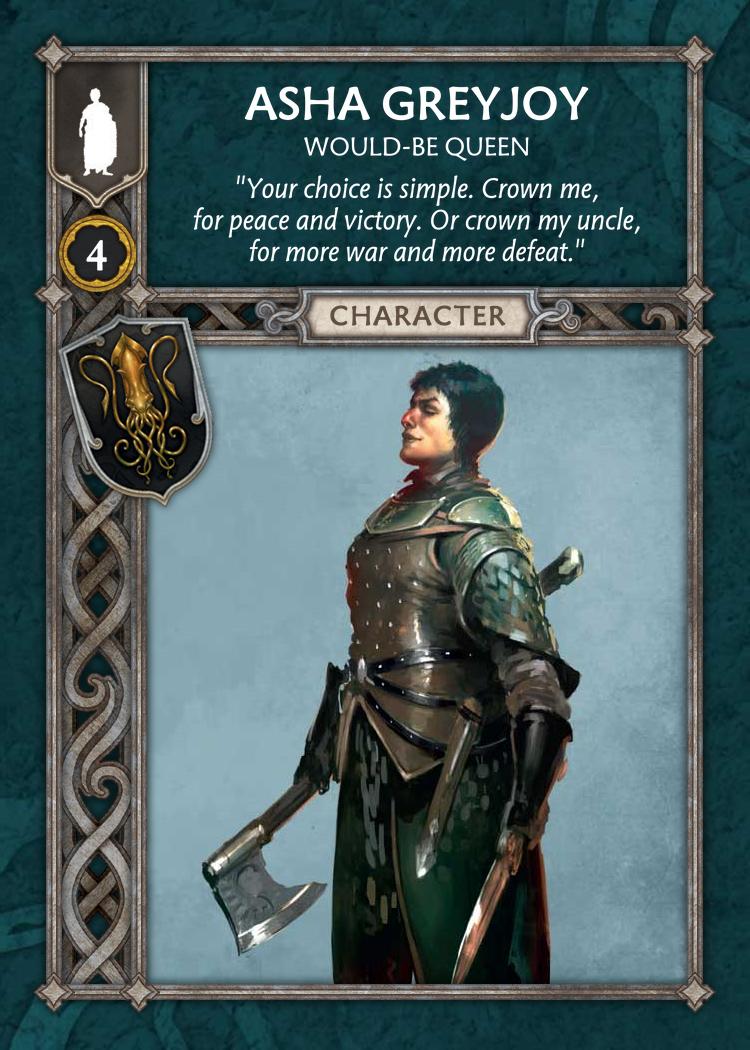 ASHA GREYJOY
WOULD-BE QUEEN
"Your choice is simple. Crown me,
for peace and victory. Or crown my uncle,
for more war and more defeat."
4
CHARACTER